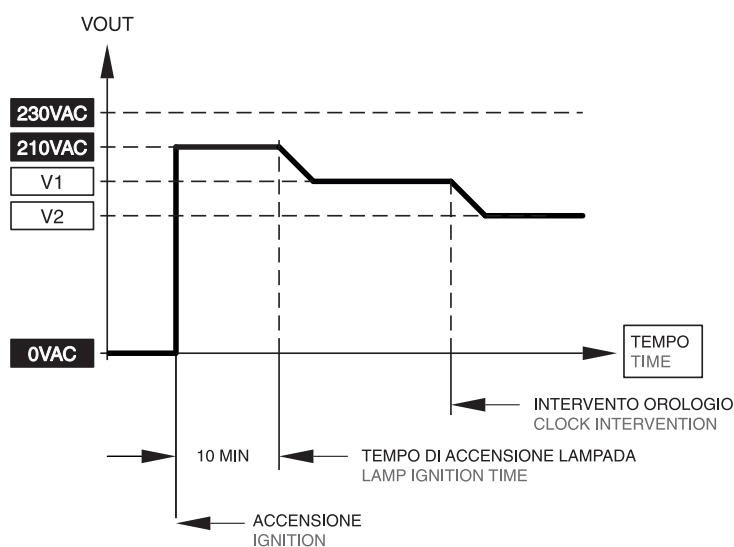 VOUT
230VAC
210VAC
V1
V2
0VAC
TEMPO
TIME
INTERVENTO OROLOGIO
CLOCK INTERVENTION
10 MIN
TEMPO DI ACCENSIONE LAMPADA
LAMP IGNITION TIME
ACCENSIONE
IGNITION